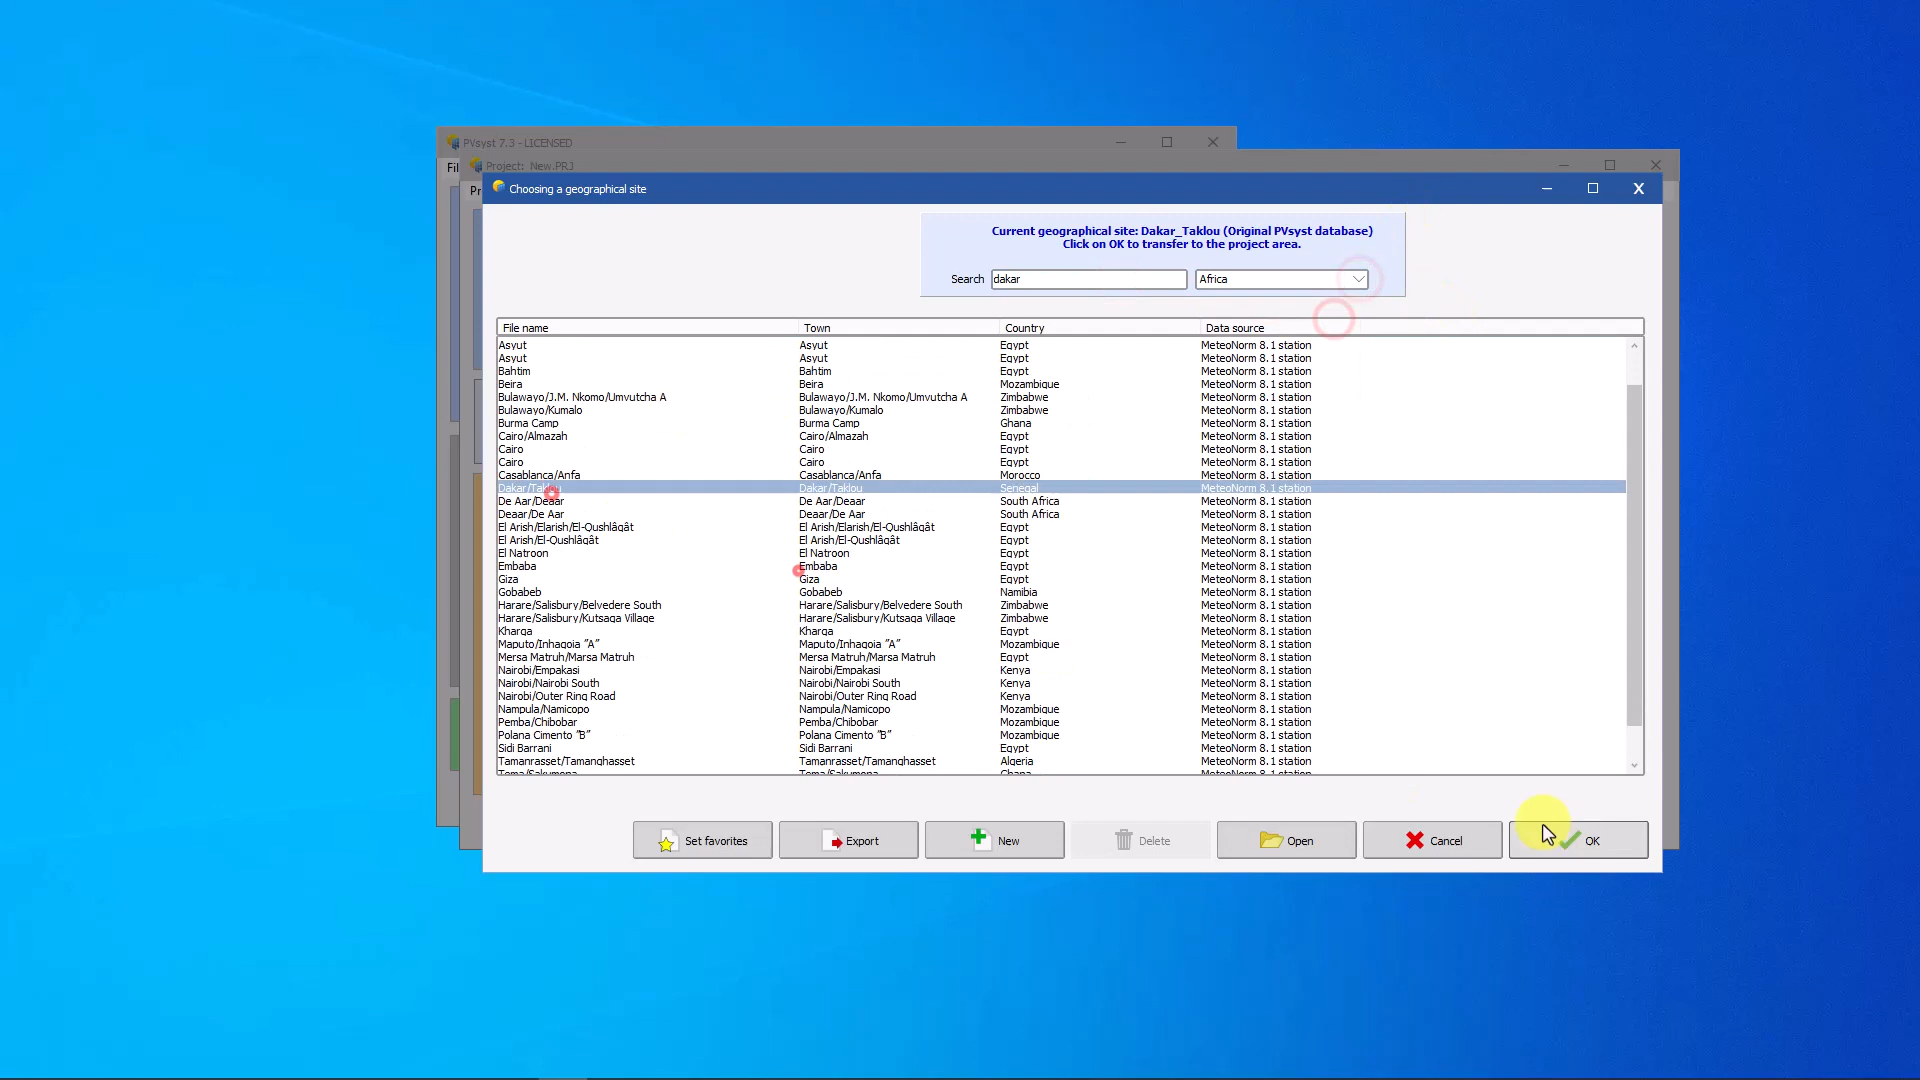 PVsyst 7.3 - LICENSED
Fil
Project: New.PRJ
Pr
Choosing a geographical site
Current geographical site: Dakar_Taklou (Original PVsyst database)
Click on OK to transfer to the project area.
Search dakar Africa
File name Town Country Data source
Asyut Asyut Egypt MeteoNorm 8.1 station
Asyut Asyut Egypt MeteoNorm 8.1 station
Bahtim Bahtim Egypt MeteoNorm 8.1 station
Beira Beira Mozambique MeteoNorm 8.1 station
Bulawayo/J.M. Nkomo/Umvutcha A Bulawayo/J.M. Nkomo/Umvutcha A Zimbabwe MeteoNorm 8.1 station
Bulawayo/Kumalo Bulawayo/Kumalo Zimbabwe MeteoNorm 8.1 station
Burma Camp Burma Camp Ghana MeteoNorm 8.1 station
Cairo/Almazah Cairo/Almazah Egypt MeteoNorm 8.1 station
Cairo Cairo Egypt MeteoNorm 8.1 station
Cairo Cairo Egypt MeteoNorm 8.1 station
Casablanca/Anfa Casablanca/Anfa Morocco MeteoNorm 8.1 station
Dakar/Taklou Dakar/Taklou Senegal MeteoNorm 8.1 station
De Aar/Deaar De Aar/Deaar South Africa MeteoNorm 8.1 station
Deaar/De Aar Deaar/De Aar South Africa MeteoNorm 8.1 station
El Arish/Elarish/El-Qushlâqât El Arish/Elarish/El-Qushlâqât Egypt MeteoNorm 8.1 station
El Arish/El-Qushlâqât El Arish/El-Qushlâqât Egypt MeteoNorm 8.1 station
El Natroon El Natroon Egypt MeteoNorm 8.1 station
Embaba Embaba Egypt MeteoNorm 8.1 station
Giza Giza Egypt MeteoNorm 8.1 station
Gobabeb Gobabeb Namibia MeteoNorm 8.1 station
Harare/Salisbury/Belvedere South Harare/Salisbury/Belvedere South Zimbabwe MeteoNorm 8.1 station
Harare/Salisbury/Kutsaga Village Harare/Salisbury/Kutsaga Village Zimbabwe MeteoNorm 8.1 station
Kharga Kharga Egypt MeteoNorm 8.1 station
Maputo/Inhagoia "A" Maputo/Inhagoia "A" Mozambique MeteoNorm 8.1 station
Mersa Matruh/Marsa Matruh Mersa Matruh/Marsa Matruh Egypt MeteoNorm 8.1 station
Nairobi/Empakasi Nairobi/Empakasi Kenya MeteoNorm 8.1 station
Nairobi/Nairobi South Nairobi/Nairobi South Kenya MeteoNorm 8.1 station
Nairobi/Outer Ring Road Nairobi/Outer Ring Road Kenya MeteoNorm 8.1 station
Nampula/Namicopo Nampula/Namicopo Mozambique MeteoNorm 8.1 station
Pemba/Chibobar Pemba/Chibobar Mozambique MeteoNorm 8.1 station
Polana Cimento "B" Polana Cimento "B" Mozambique MeteoNorm 8.1 station
Sidi Barrani Sidi Barrani Egypt MeteoNorm 8.1 station
Tamanrasset/Tamanghasset Tamanrasset/Tamanghasset Algeria MeteoNorm 8.1 station
Tema/Sakumona Tema/Sakumona Ghana MeteoNorm 8.1 station
Set favorites Export New Delete Open Cancel OK